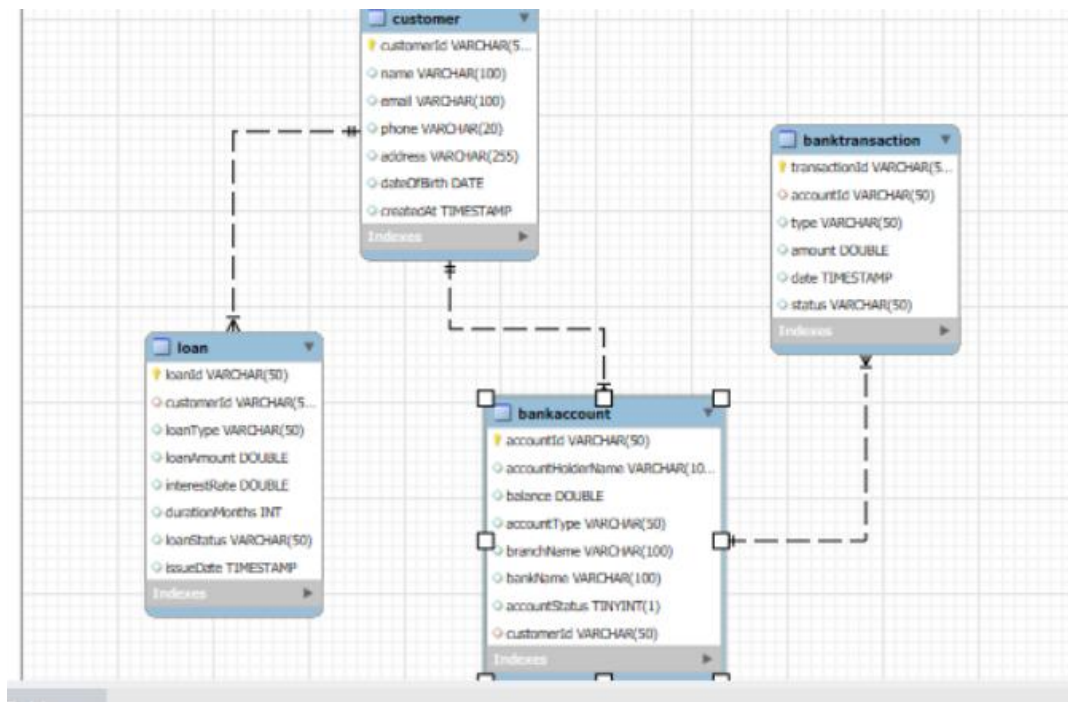 customer
customerId VARCHAR(5...
name VARCHAR(100)
email VARCHAR(100)
phone VARCHAR(20)
address VARCHAR(255)
dateOfBirth DATE
createdAt TIMESTAMP
Indexes
banktransaction
transactionId VARCHAR(5...
accountId VARCHAR(50)
type VARCHAR(50)
amount DOUBLE
date TIMESTAMP
status VARCHAR(50)
Indexes
loan
loanId VARCHAR(50)
customerId VARCHAR(5...
loanType VARCHAR(50)
loanAmount DOUBLE
interestRate DOUBLE
durationMonths INT
loanStatus VARCHAR(50)
issueDate TIMESTAMP
Indexes
bankaccount
accountId VARCHAR(50)
accountHolderName VARCHAR(10...
balance DOUBLE
accountType VARCHAR(50)
branchName VARCHAR(100)
bankName VARCHAR(100)
accountStatus TINYINT(1)
customerId VARCHAR(50)
Indexes